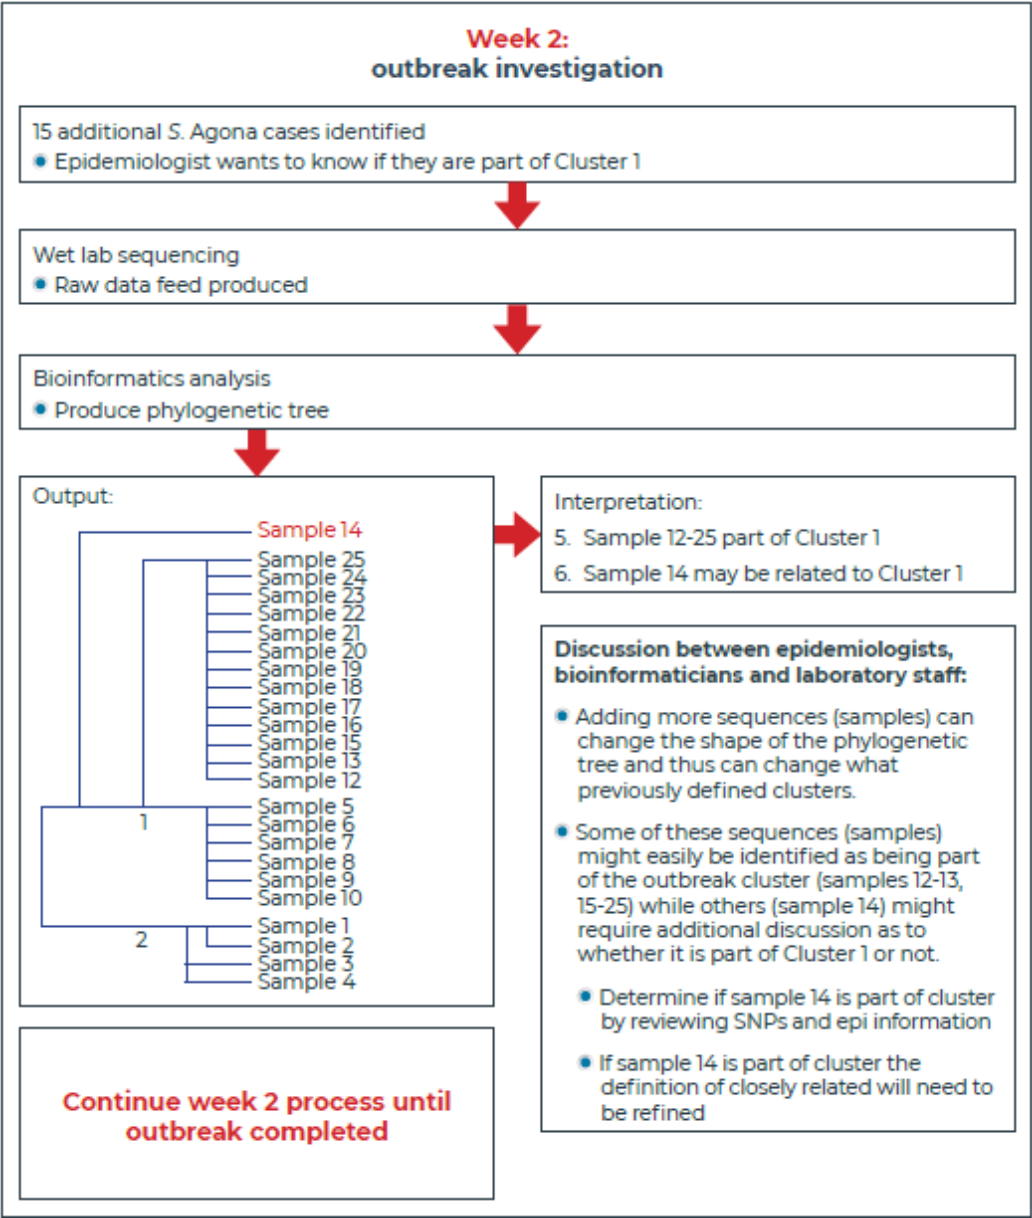 Week 2:
outbreak investigation
15 additional S. Agona cases identified
Epidemiologist wants to know if they are part of Cluster 1
Wet lab sequencing
Raw data feed produced
Bioinformatics analysis
Produce phylogenetic tree
Output:
Sample 14
Sample 25
Sample 24
Sample 23
Sample 22
Sample 21
Sample 20
Sample 19
Sample 18
Sample 17
Sample 16
Sample 15
Sample 13
Sample 12
Sample 5
1
Sample 6
Sample 7
Sample 8
Sample 9
Sample 10
Sample 1
2
Sample 2
Sample 3
Sample 4
Interpretation:
5. Sample 12-25 part of Cluster 1
6. Sample 14 may be related to Cluster 1
Discussion between epidemiologists,
bioinformaticians and laboratory staff:
Adding more sequences (samples) can
change the shape of the phylogenetic
tree and thus can change what
previously defined clusters.
Some of these sequences (samples)
might easily be identified as being part
of the outbreak cluster (samples 12-13,
15-25) while others (sample 14) might
require additional discussion as to
whether it is part of Cluster 1 or not.
Determine if sample 14 is part of cluster
by reviewing SNPs and epi information
If sample 14 is part of cluster the
definition of closely related will need to
be refined
Continue week 2 process until
outbreak completed